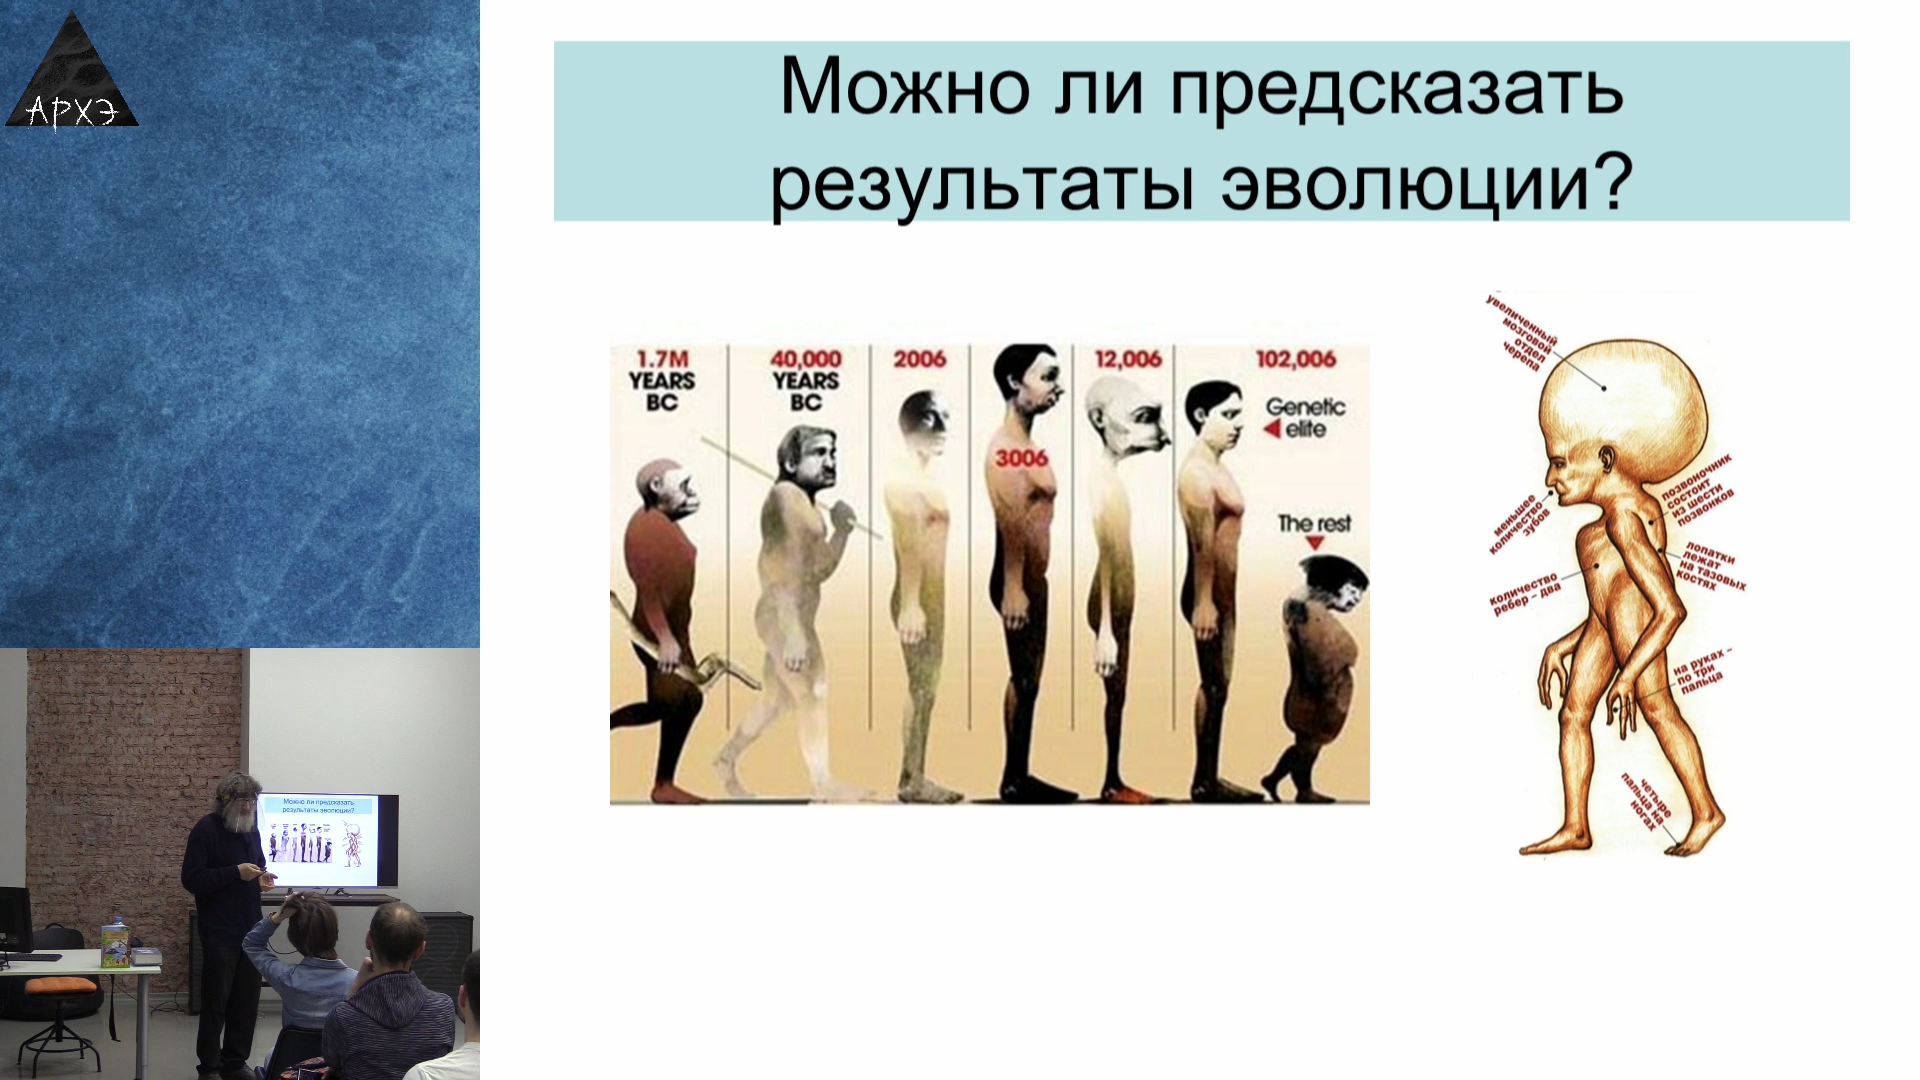 АРХЭ
Можно ли предсказать
результаты эволюции?
1.7M
YEARS
BC
40,000
YEARS
BC
2006
3006
12,006
102,006
Genetic
elite
The rest
увеличенный
мозговой
отдел
черепа
меньшее
количество
зубов
позвоночник
состоит
из шести
позвонков
лопатки
лежат
на тазовых
костях
количество
ребер – два
на руках –
по три
пальца
четыре
пальца на
ногах
Можно ли предсказать
результаты эволюции?